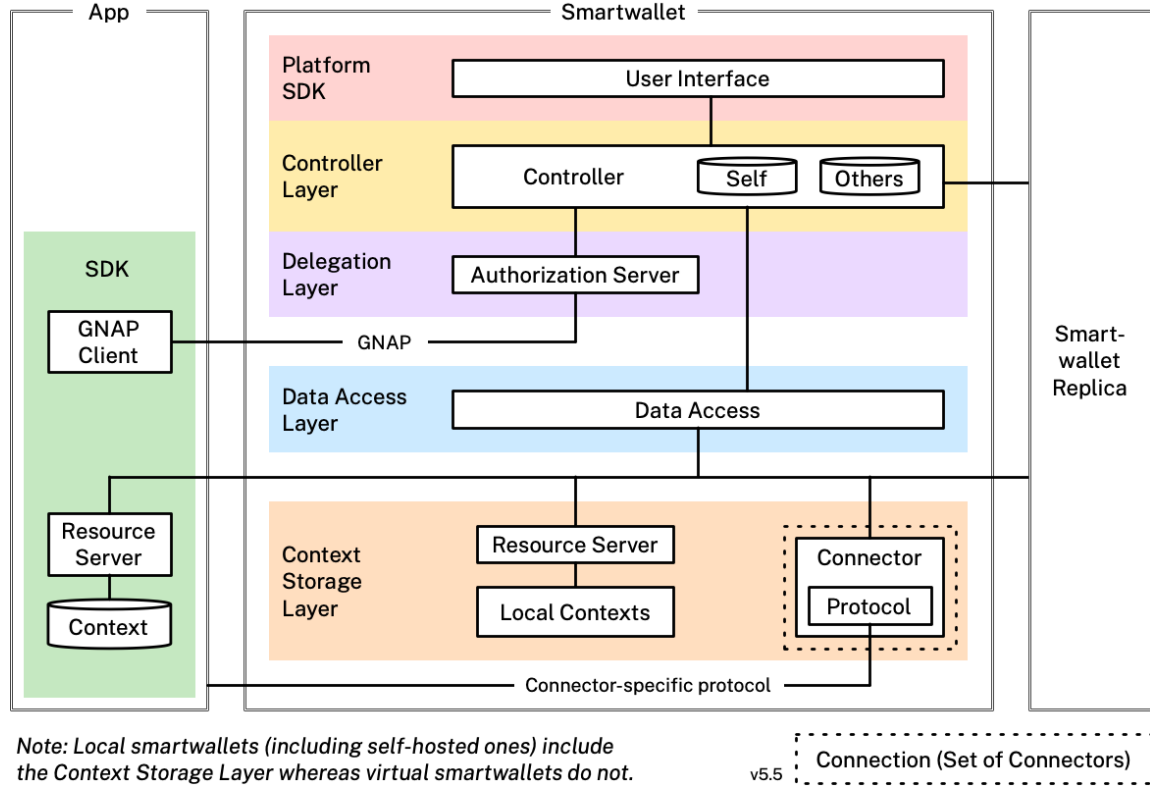 App
Smartwallet
Platform
SDK
User Interface
Controller
Layer
Controller
Self
Others
SDK
Delegation
Layer
Authorization Server
GNAP
Client
GNAP
Smart-
wallet
Replica
Data Access
Layer
Data Access
Resource
Server
Context
Context
Storage
Layer
Resource Server
Local Contexts
Connector
Protocol
Connector-specific protocol
Note: Local smartwallets (including self-hosted ones) include
the Context Storage Layer whereas virtual smartwallets do not.
v5.5
Connection (Set of Connectors)